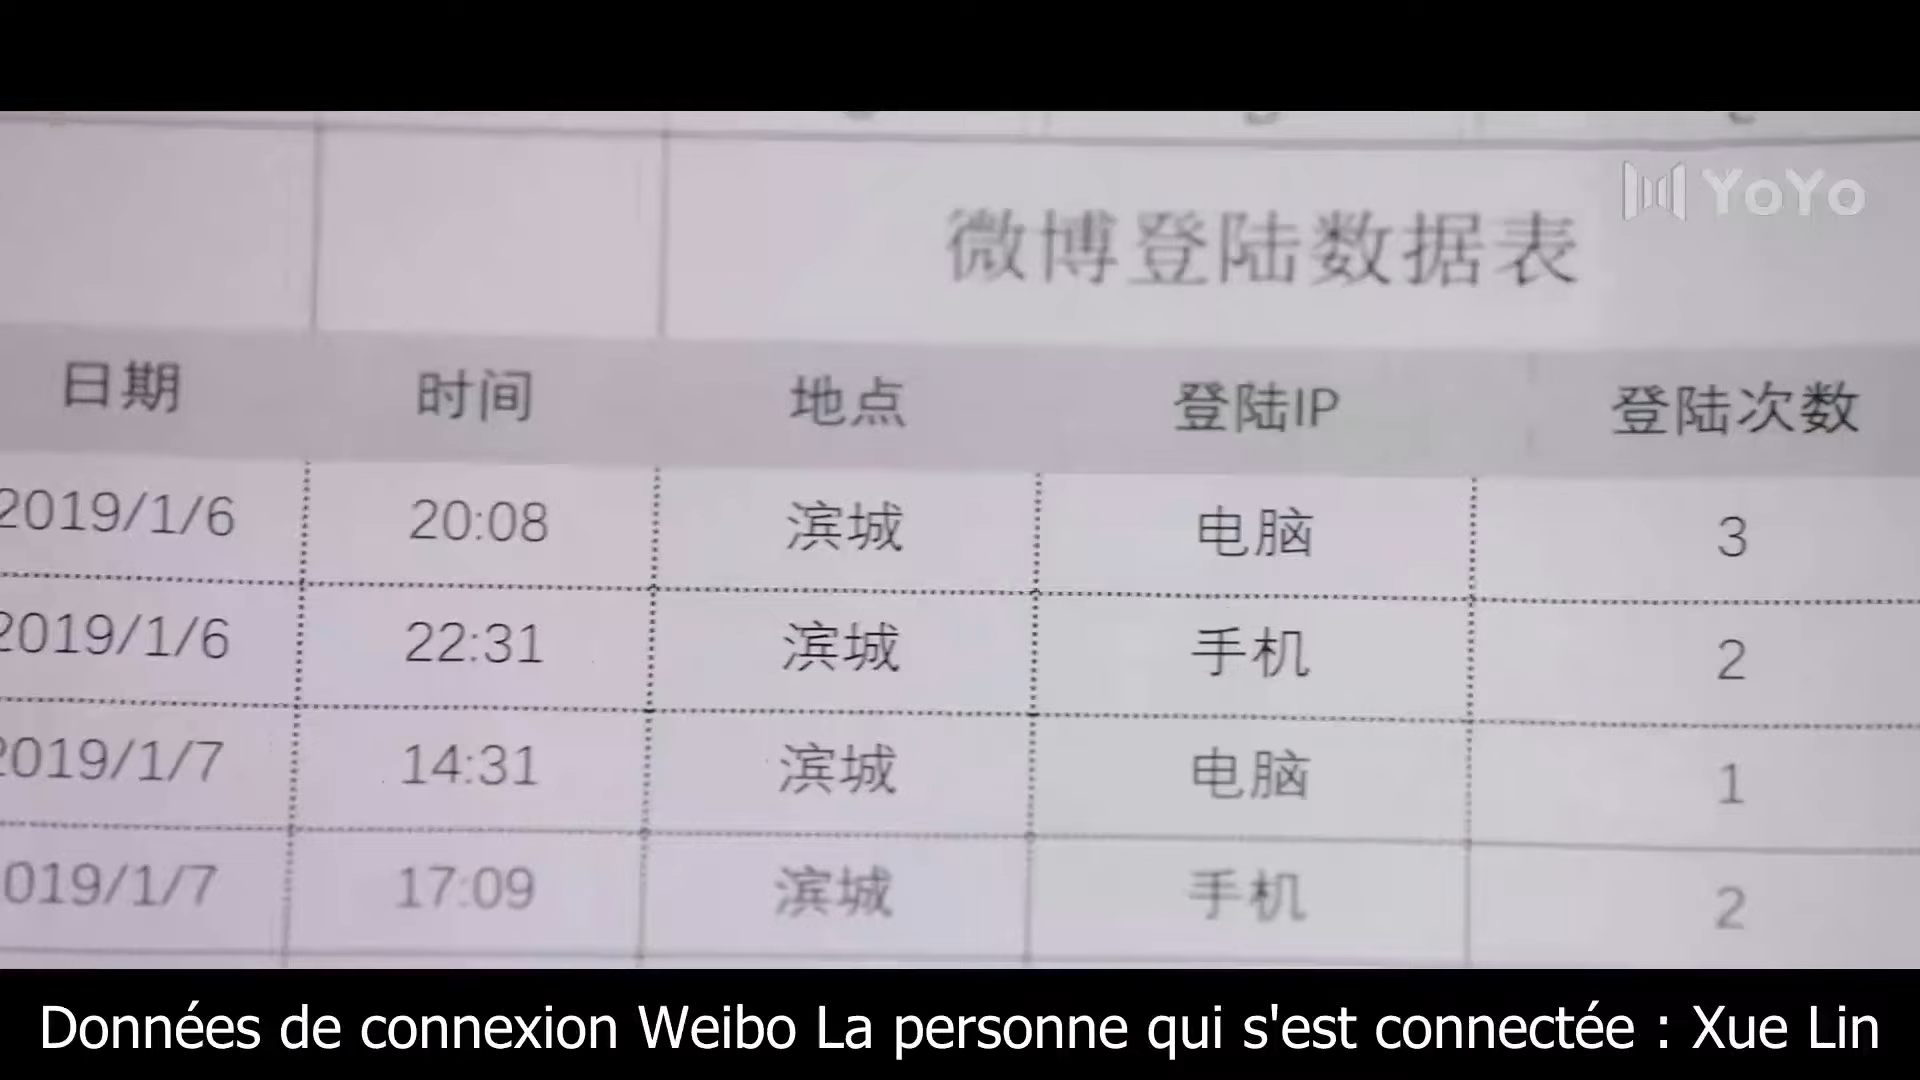 YoYo
微博登陆数据表
日期 时间 地点 登陆IP 登陆次数
2019/1/6 20:08 滨城 电脑 3
2019/1/6 22:31 滨城 手机 2
2019/1/7 14:31 滨城 电脑 1
019/1/7 17:09 滨城 手机 2
Données de connexion Weibo La personne qui s'est connectée : Xue Lin